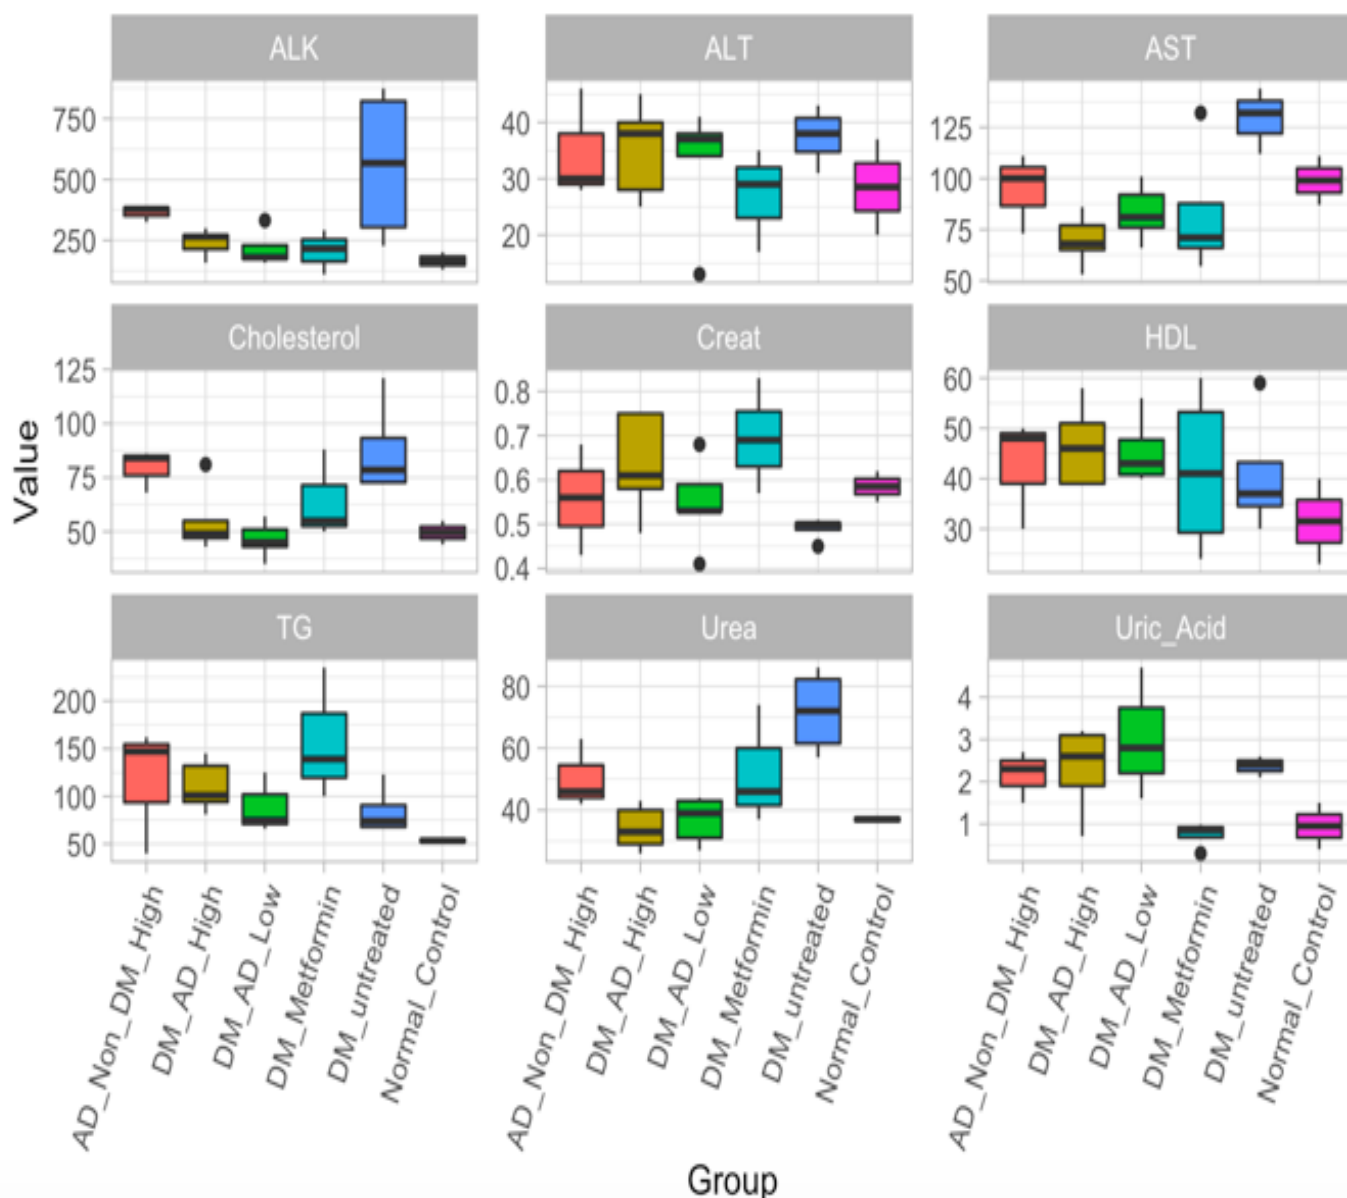 ALK ALT AST
750
500
250
40
30
20
125
100
75
50
Cholesterol Creat HDL
125
100
75
50
0.8
0.7
0.6
0.5
0.4
60
50
40
30
TG Urea Uric_Acid
200
150
100
50
80
60
40
4
3
2
1
Value
AD_Non_DM_High
DM_AD_High
DM_AD_Low
DM_Metformin
DM_untreated
Normal_Control
AD_Non_DM_High
DM_AD_High
DM_AD_Low
DM_Metformin
DM_untreated
Normal_Control
AD_Non_DM_High
DM_AD_High
DM_AD_Low
DM_Metformin
DM_untreated
Normal_Control
Group